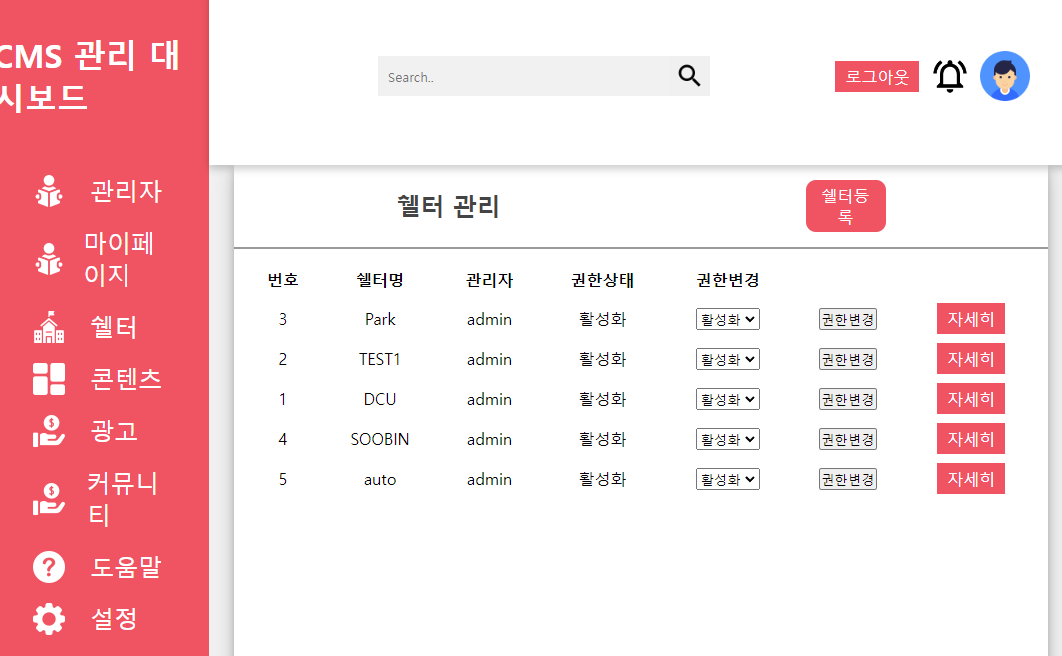 CMS 관리 대
시보드
Search..
로그아웃
관리자
마이페
이지
쉘터
콘텐츠
광고
커뮤니
티
도움말
설정
쉘터 관리
쉘터등
록
번호 쉘터명 관리자 권한상태 권한변경
3 Park admin 활성화 활성화 권한변경 자세히
2 TEST1 admin 활성화 활성화 권한변경 자세히
1 DCU admin 활성화 활성화 권한변경 자세히
4 SOOBIN admin 활성화 활성화 권한변경 자세히
5 auto admin 활성화 활성화 권한변경 자세히